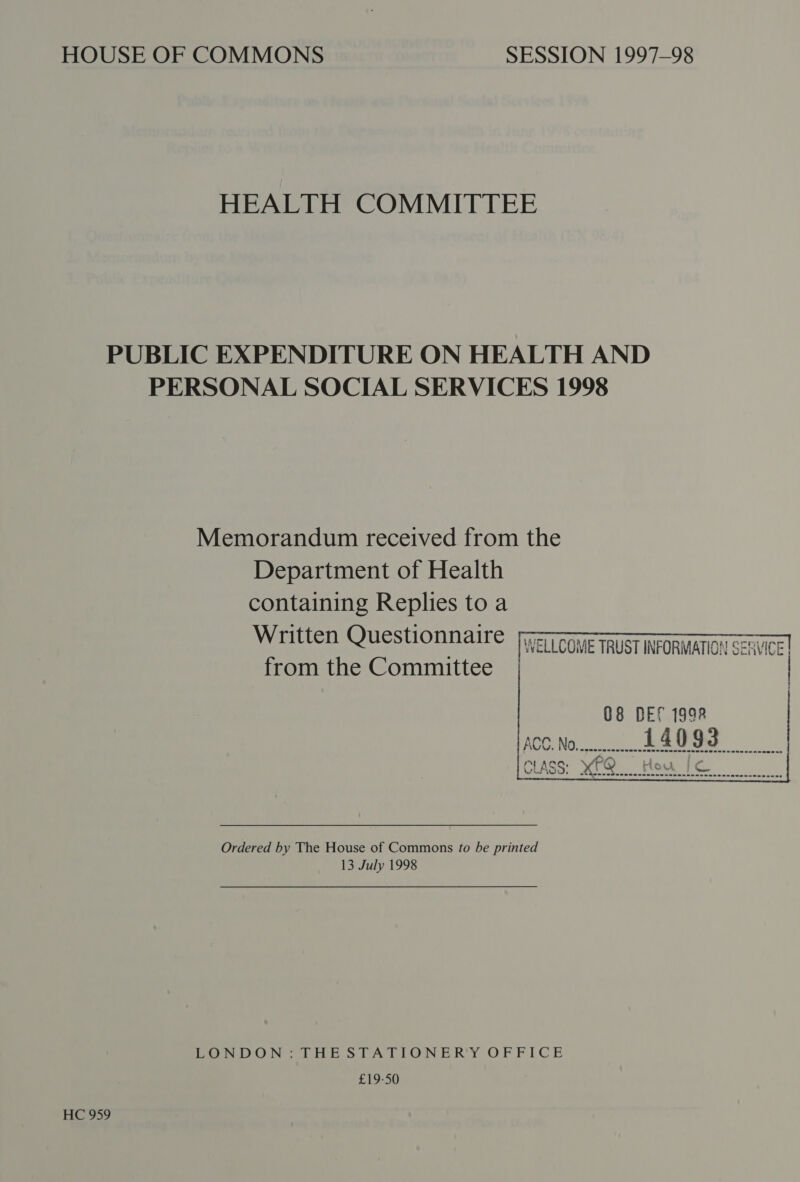 HOUSE OF COMMONS SESSION 1997–98
HEALTH COMMITTEE
PUBLIC EXPENDITURE ON HEALTH AND
PERSONAL SOCIAL SERVICES 1998
Memorandum received from the
Department of Health
containing Replies to a
Written Questionnaire
from the Committee
WELLCOME TRUST INFORMATION SERVICE
08 DEC 1998
ACC. No. 14093
CLASS: XPQ Hou / C
Ordered by The House of Commons to be printed
13 July 1998
LONDON : THE STATIONERY OFFICE
£19·50
HC 959